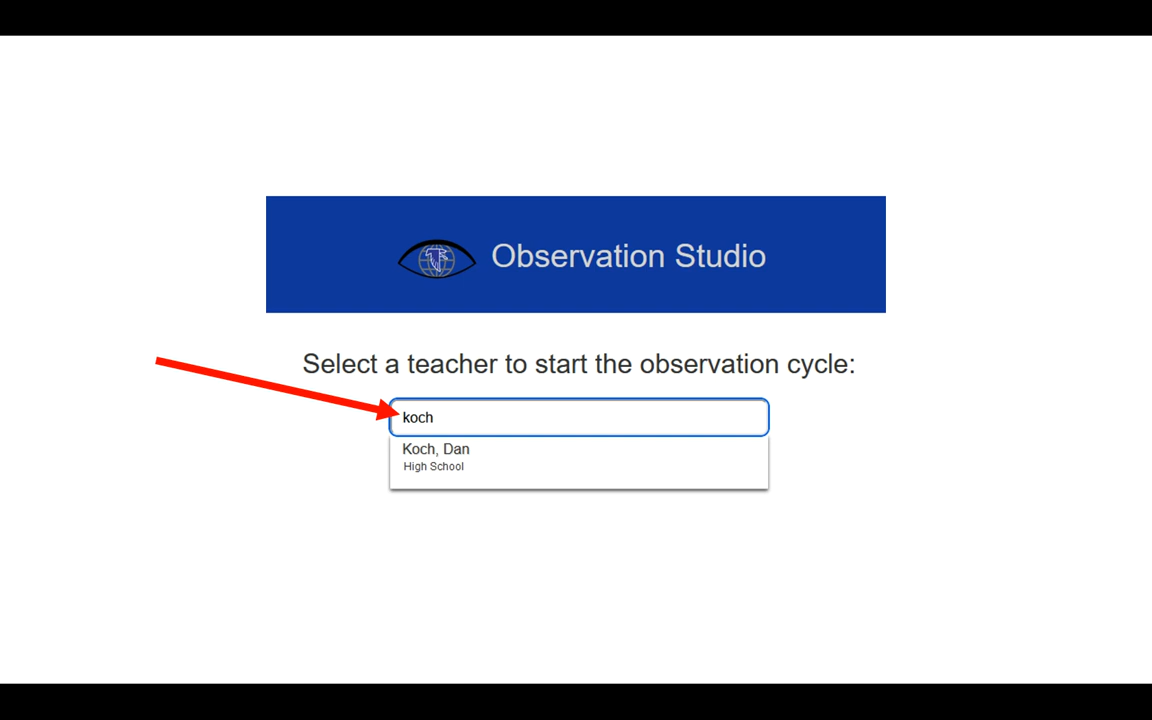 Observation Studio
Select a teacher to start the observation cycle:
koch
Koch, Dan
High School